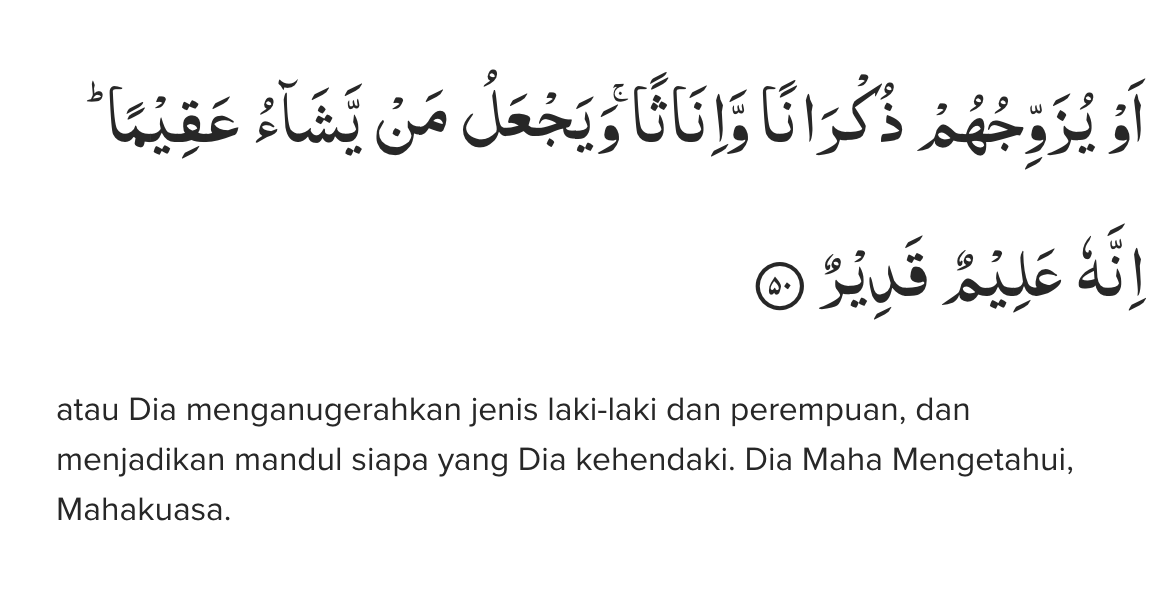 اَوْ يُزَوِّجُهُمْ ذُكْرَانًا وَّاِنَاثًا ۚوَيَجْعَلُ مَنْ يَّشَاۤءُ عَقِيْمًا ۗ
اِنَّهٗ عَلِيْمٌ قَدِيْرٌ ۝٥٠
atau Dia menganugerahkan jenis laki-laki dan perempuan, dan
menjadikan mandul siapa yang Dia kehendaki. Dia Maha Mengetahui,
Mahakuasa.